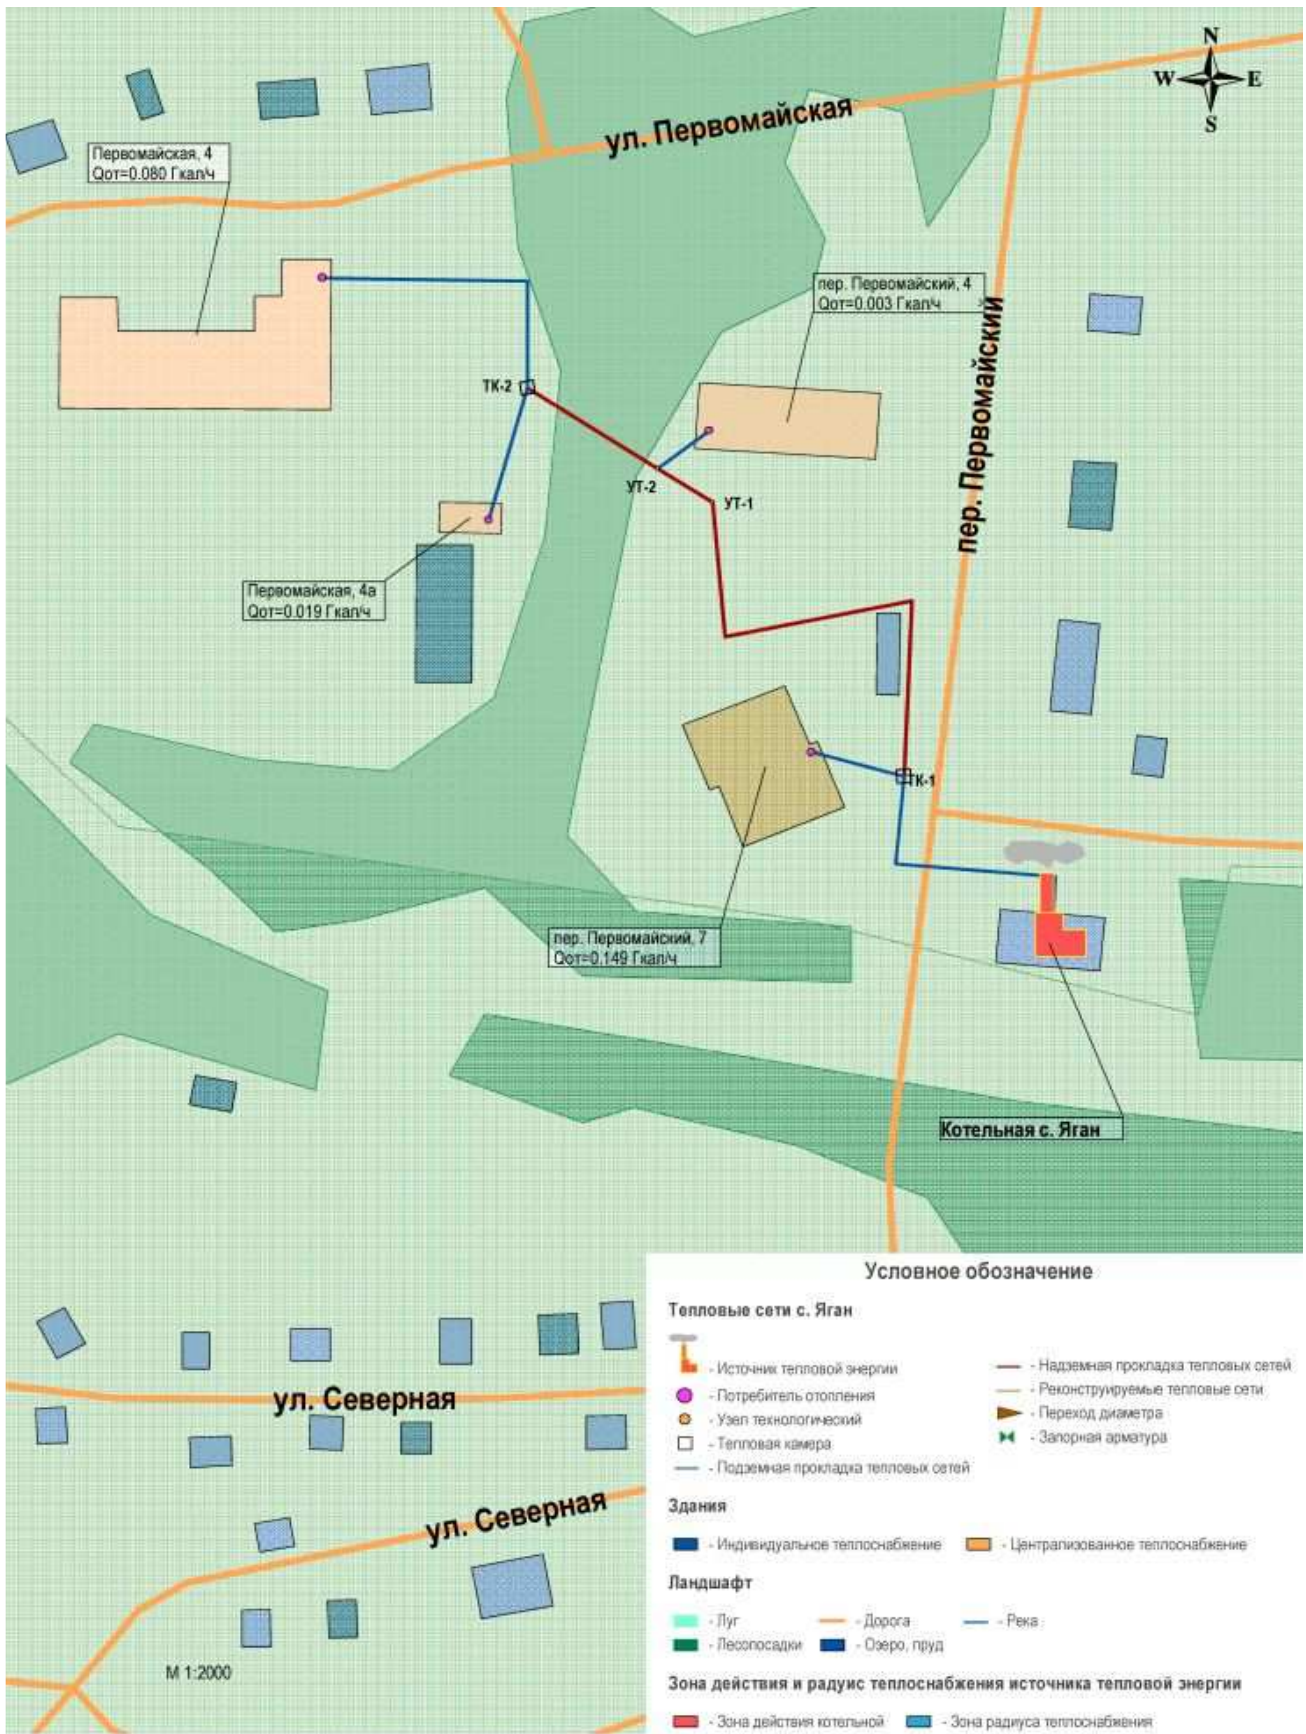 N
W E
S
ул. Первомайская
Первомайская, 4
Qот=0.080 Гкал/ч
пер. Первомайский, 4
Qот=0.003 Гкал/ч
пер. Первомайский
ТК-2
УТ-2
УТ-1
Первомайская, 4а
Qот=0.019 Гкал/ч
ТК-1
пер. Первомайский, 7
Qот=0.149 Гкал/ч
Котельная с. Яган
ул. Северная
ул. Северная
М 1:2000
Условное обозначение
Тепловые сети с. Яган
- Источник тепловой энергии
- Потребитель отопления
- Узел технологический
- Тепловая камера
- Подземная прокладка тепловых сетей
- Надземная прокладка тепловых сетей
- Реконструируемые тепловые сети
- Переход диаметра
- Запорная арматура
Здания
- Индивидуальное теплоснабжение - Централизованное теплоснабжение
Ландшафт
- Луг - Дорога - Река
- Лесопосадки - Озеро, пруд
Зона действия и радуис теплоснабжения источника тепловой энергии
- Зона действия котельной - Зона радиуса теплоснабжения